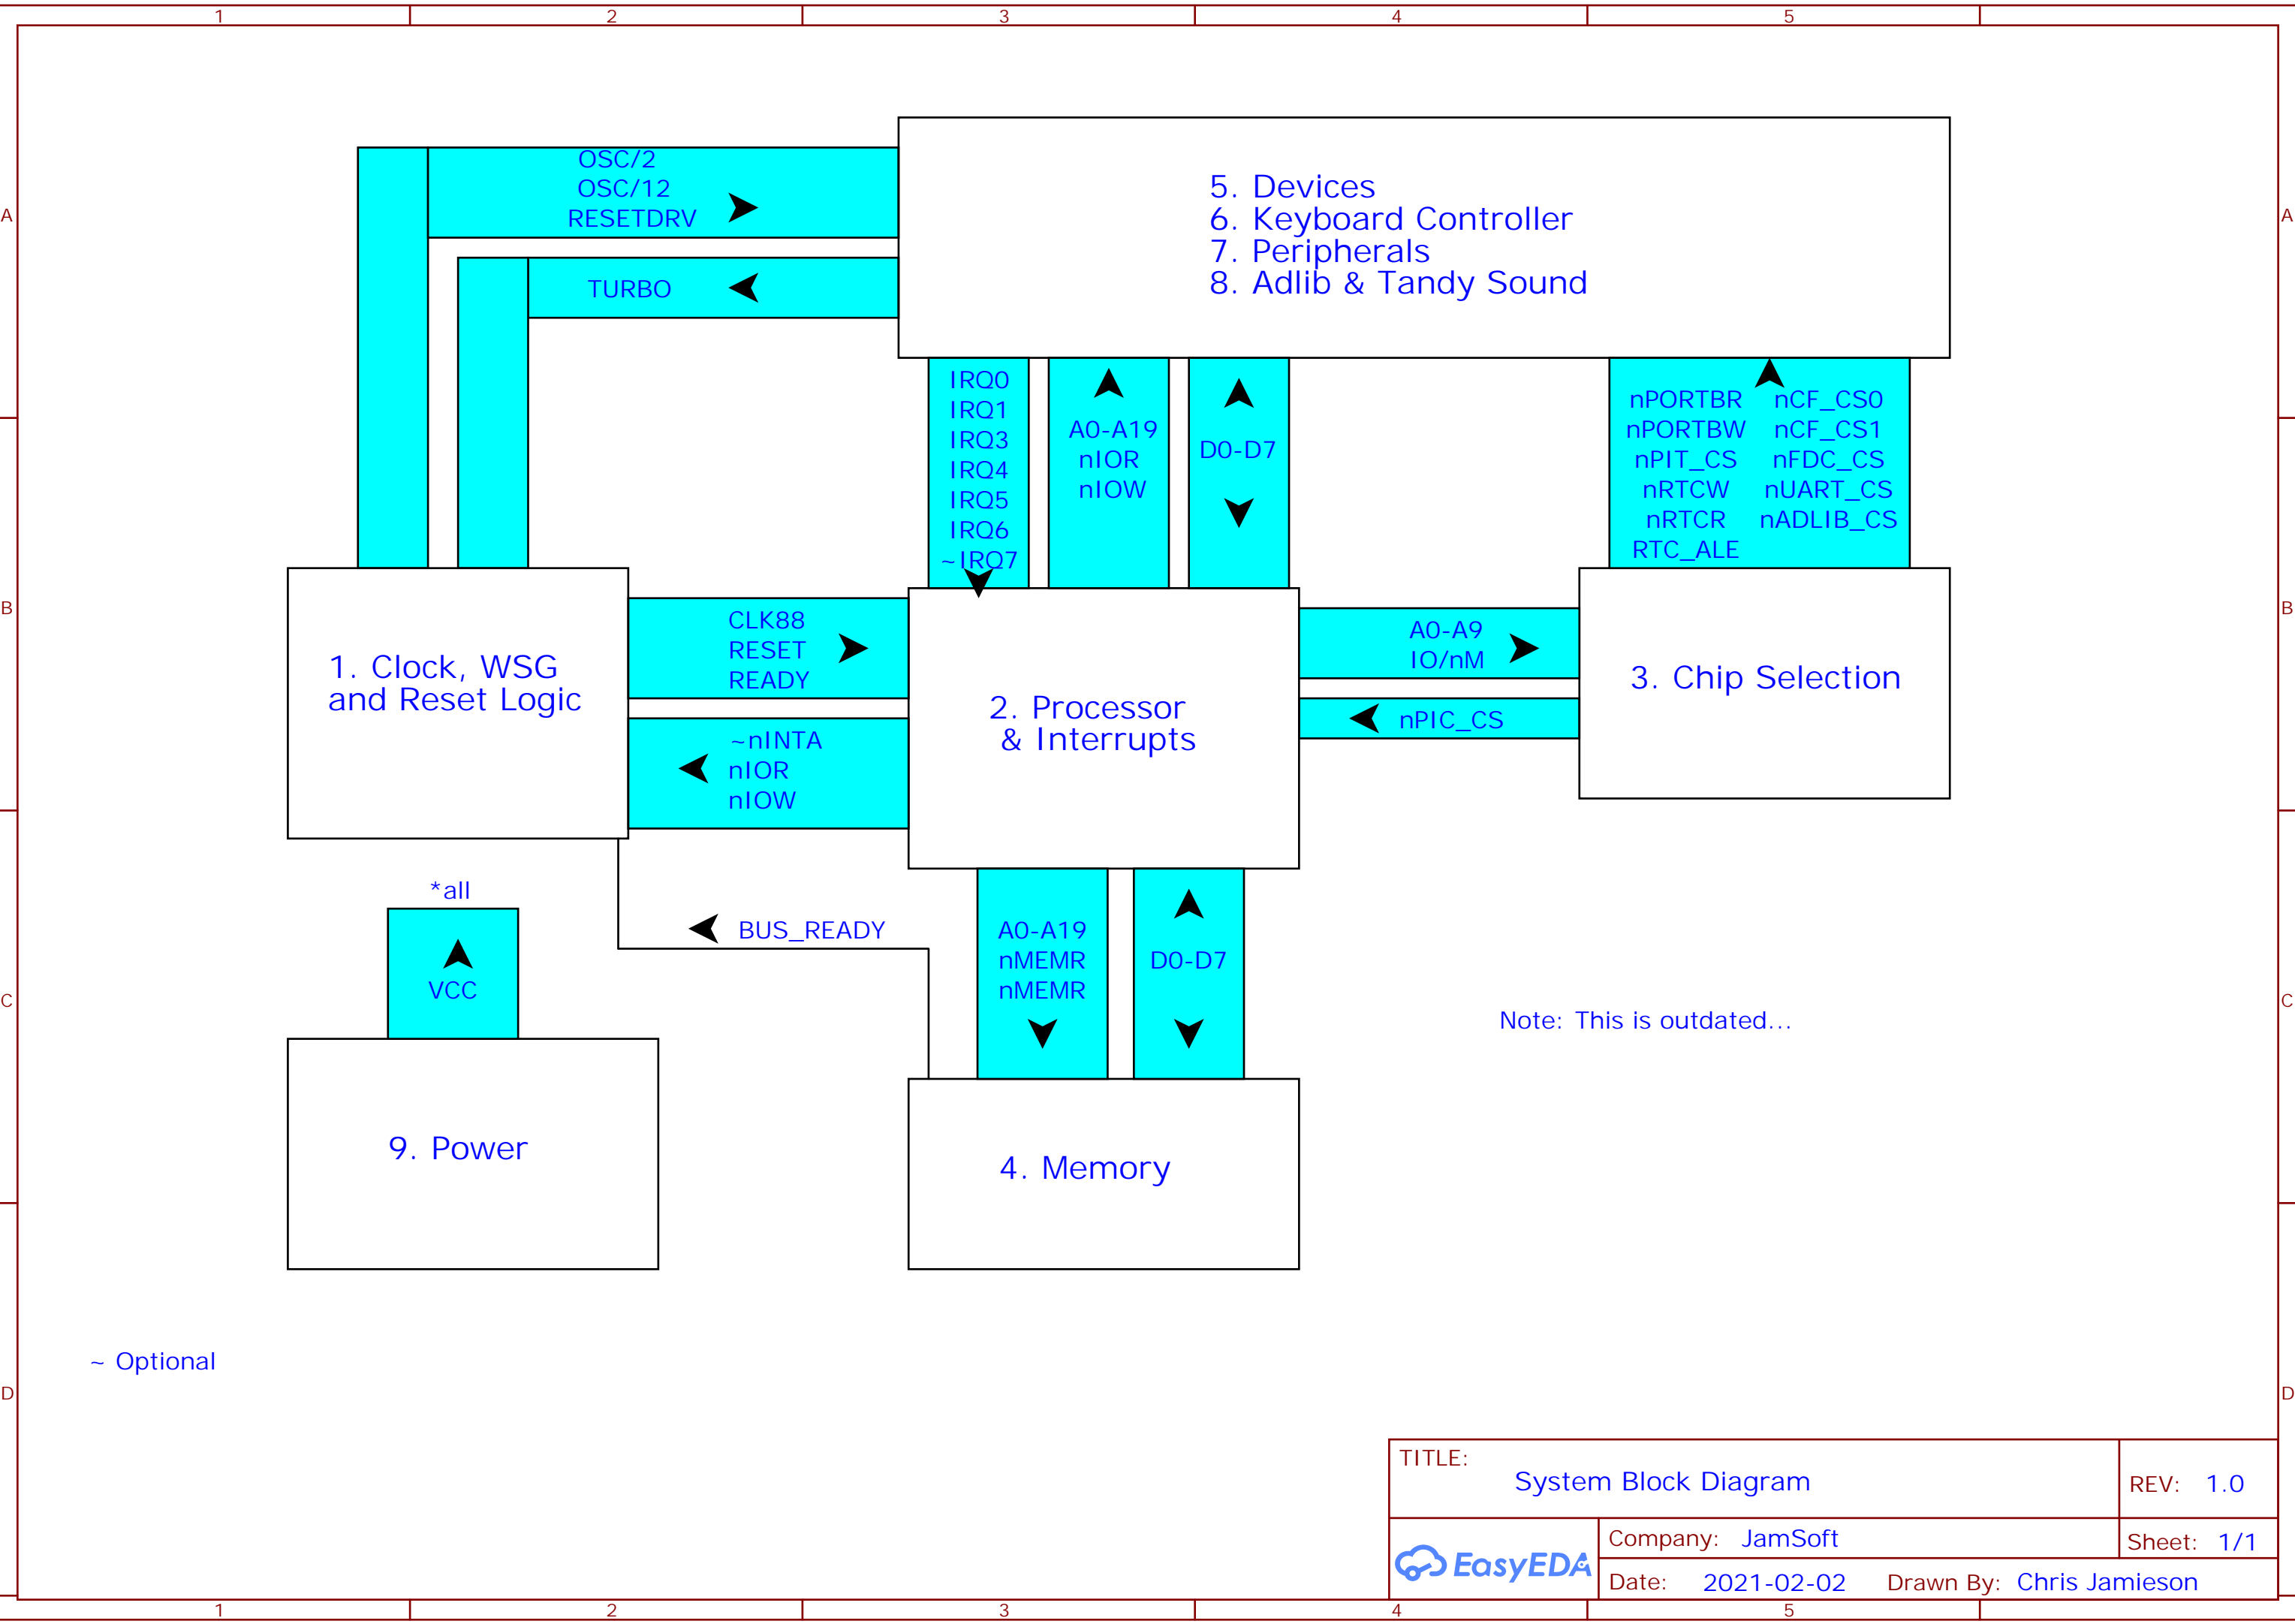 1 2 3 4 5
A A
OSC/2
OSC/12
RESETDRV
TURBO
5. Devices
6. Keyboard Controller
7. Peripherals
8. Adlib & Tandy Sound
IRQ0
IRQ1
IRQ3
IRQ4
IRQ5
IRQ6
~IRQ7
A0-A19
nIOR
nIOW
D0-D7
nPORTBR nCF_CS0
nPORTBW nCF_CS1
nPIT_CS nFDC_CS
nRTCW nUART_CS
nRTCR nADLIB_CS
RTC_ALE
B B
1. Clock, WSG
and Reset Logic
CLK88
RESET
READY
~nINTA
nIOR
nIOW
2. Processor
& Interrupts
A0-A9
IO/nM
nPIC_CS
3. Chip Selection
*all
VCC
BUS_READY
A0-A19
nMEMR
nMEMR
D0-D7
C C
Note: This is outdated...
9. Power
4. Memory
~ Optional
D D
TITLE:
System Block Diagram
REV: 1.0
EasyEDA
Company: JamSoft
Sheet: 1/1
Date: 2021-02-02 Drawn By: Chris Jamieson
1 2 3 4 5